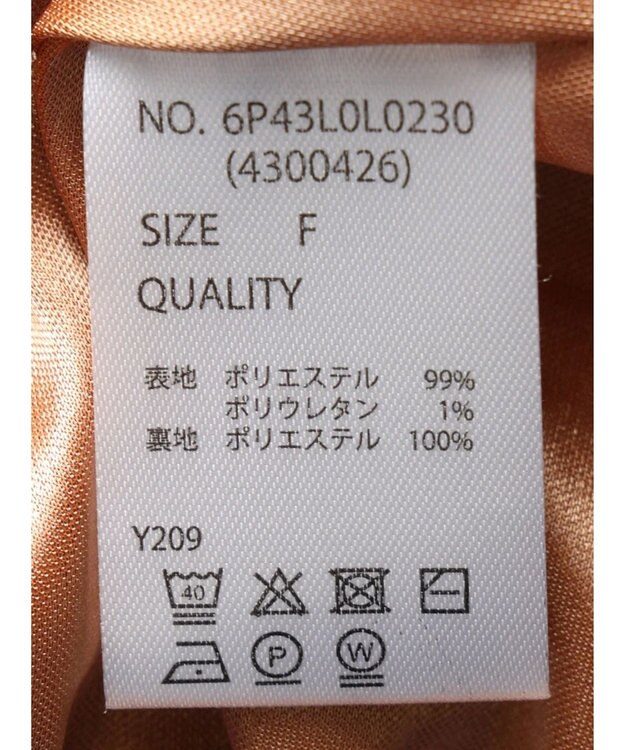 NO. 6P43L0L0230
(4300426)
SIZE F
QUALITY
表地 ポリエステル 99%
ポリウレタン 1%
裏地 ポリエステル 100%
Y209
40
P W